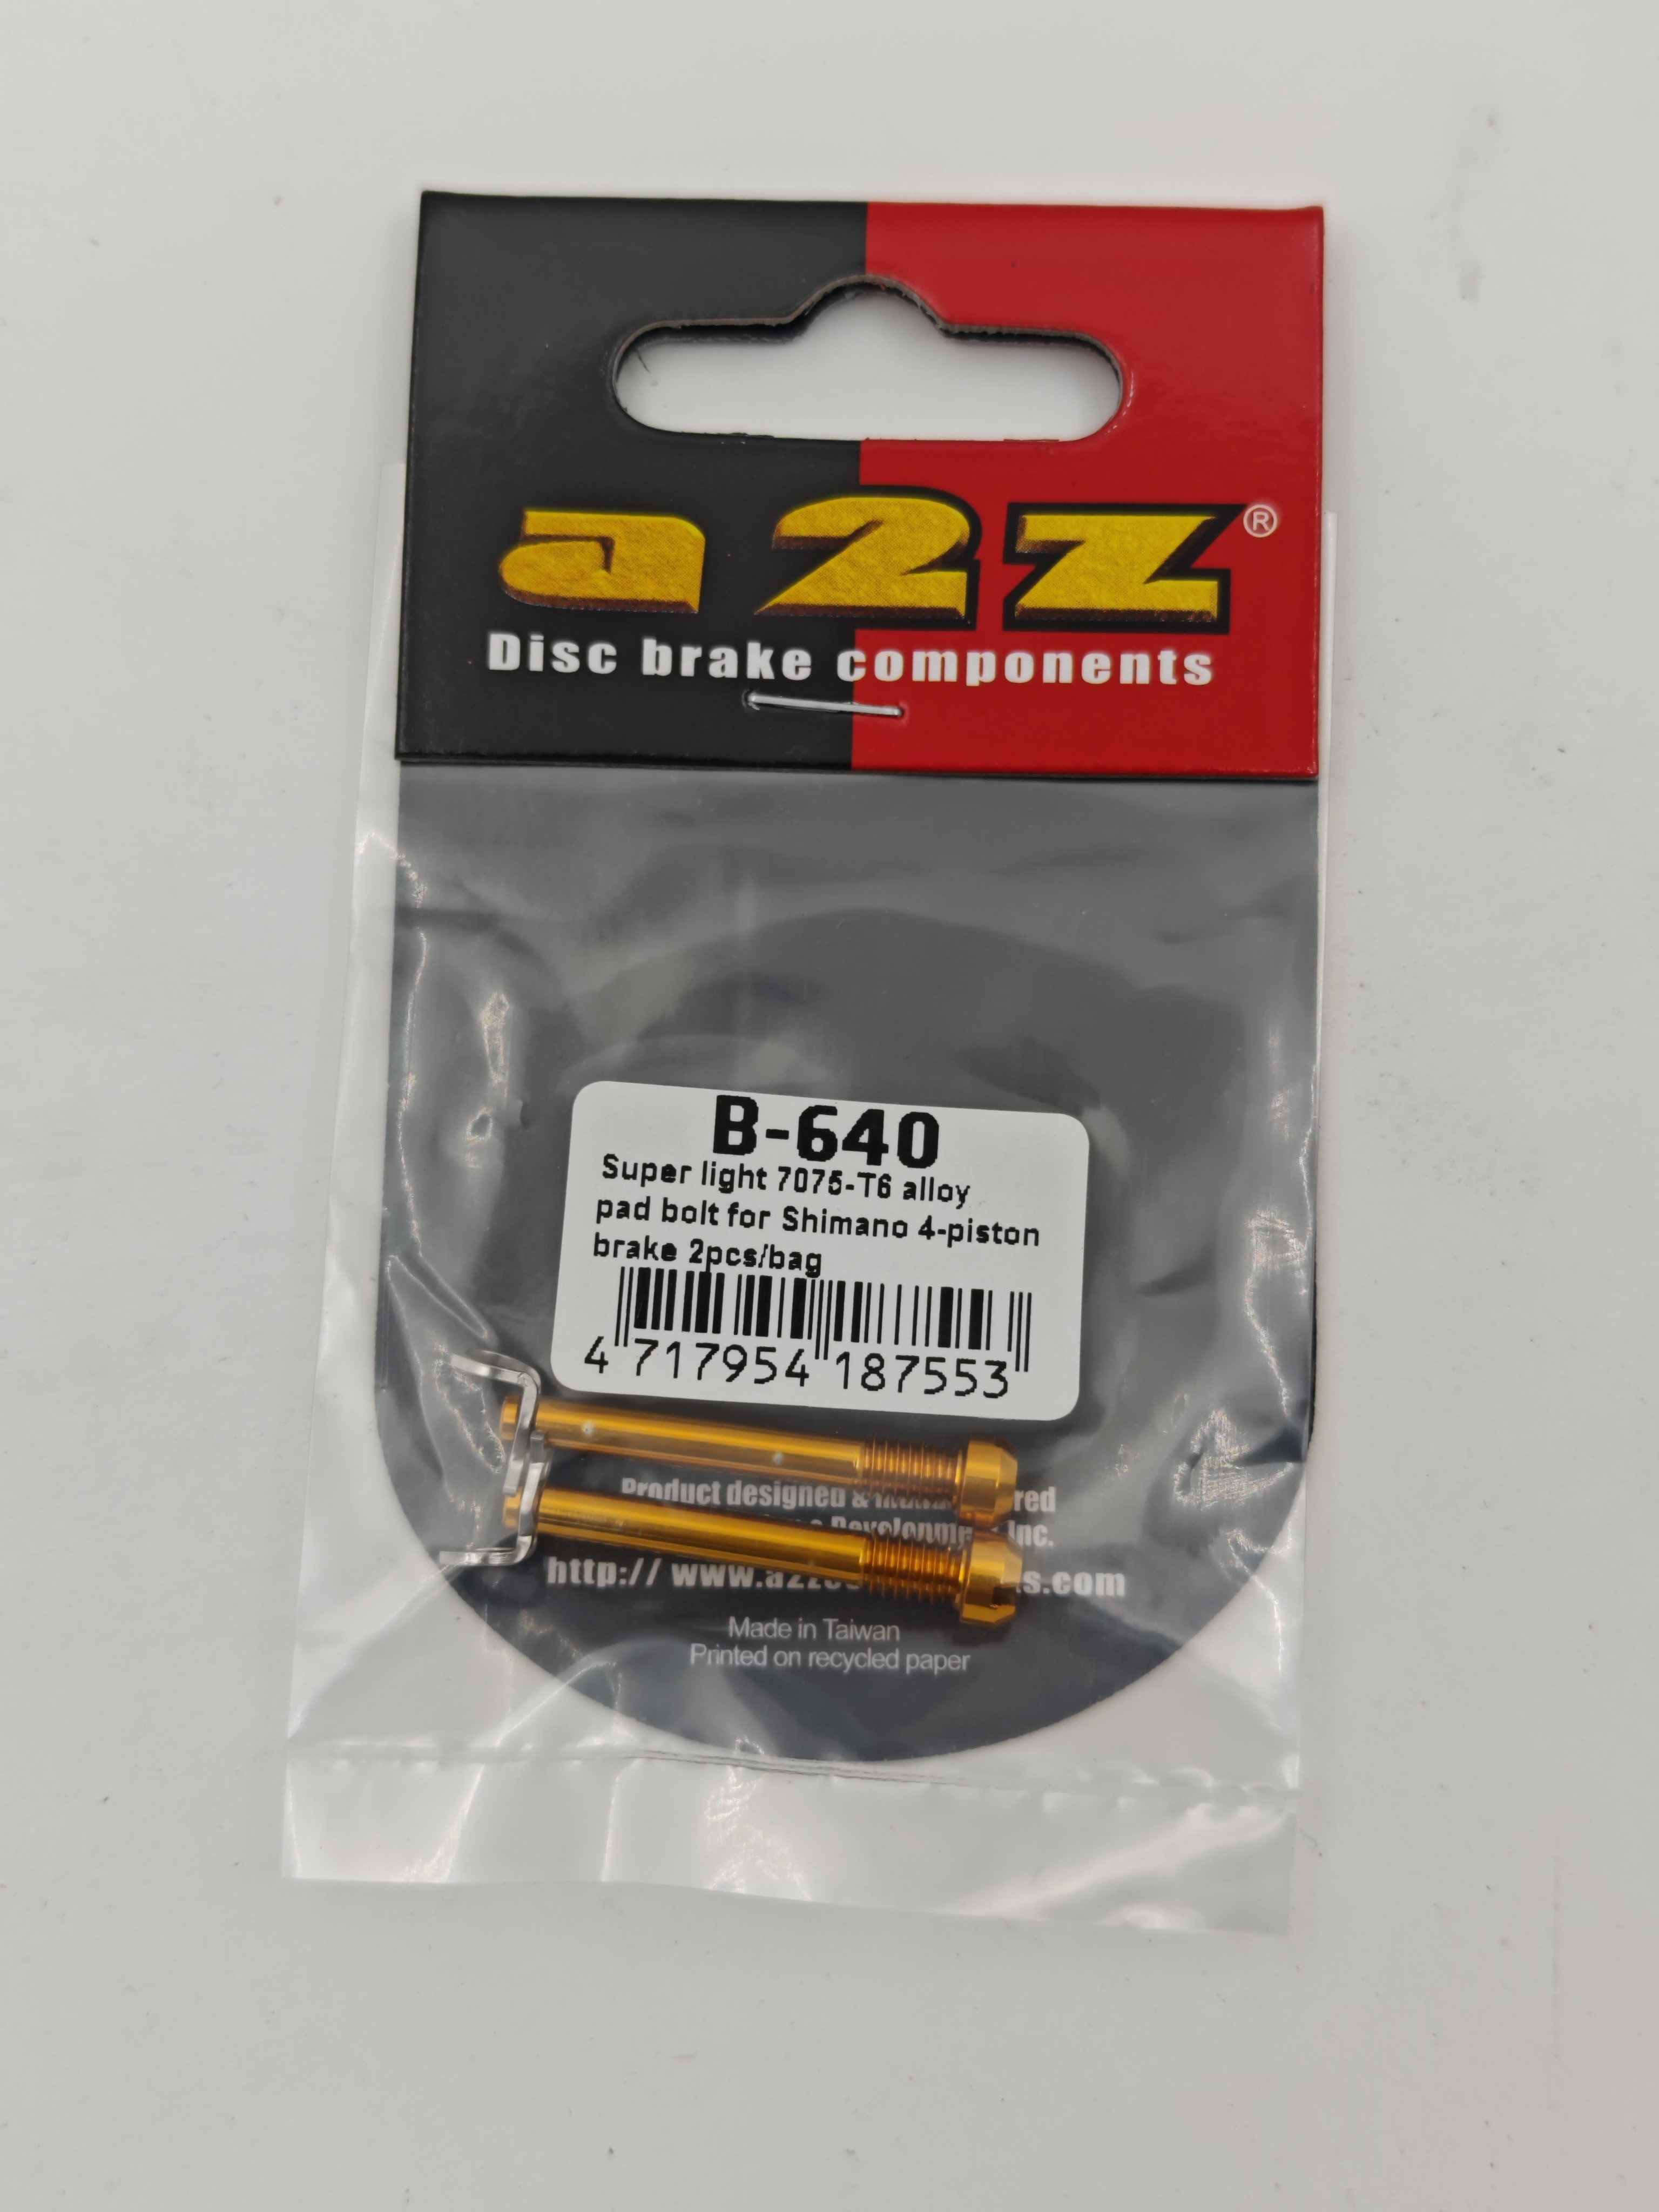 a2z®
Disc brake components
B-640
Super light 7075-T6 alloy
pad bolt for Shimano 4-piston
brake 2pcs/bag
4 717954 187553
Product designed &
Inc.
http:// www.
Made in Taiwan
Printed on recycled paper